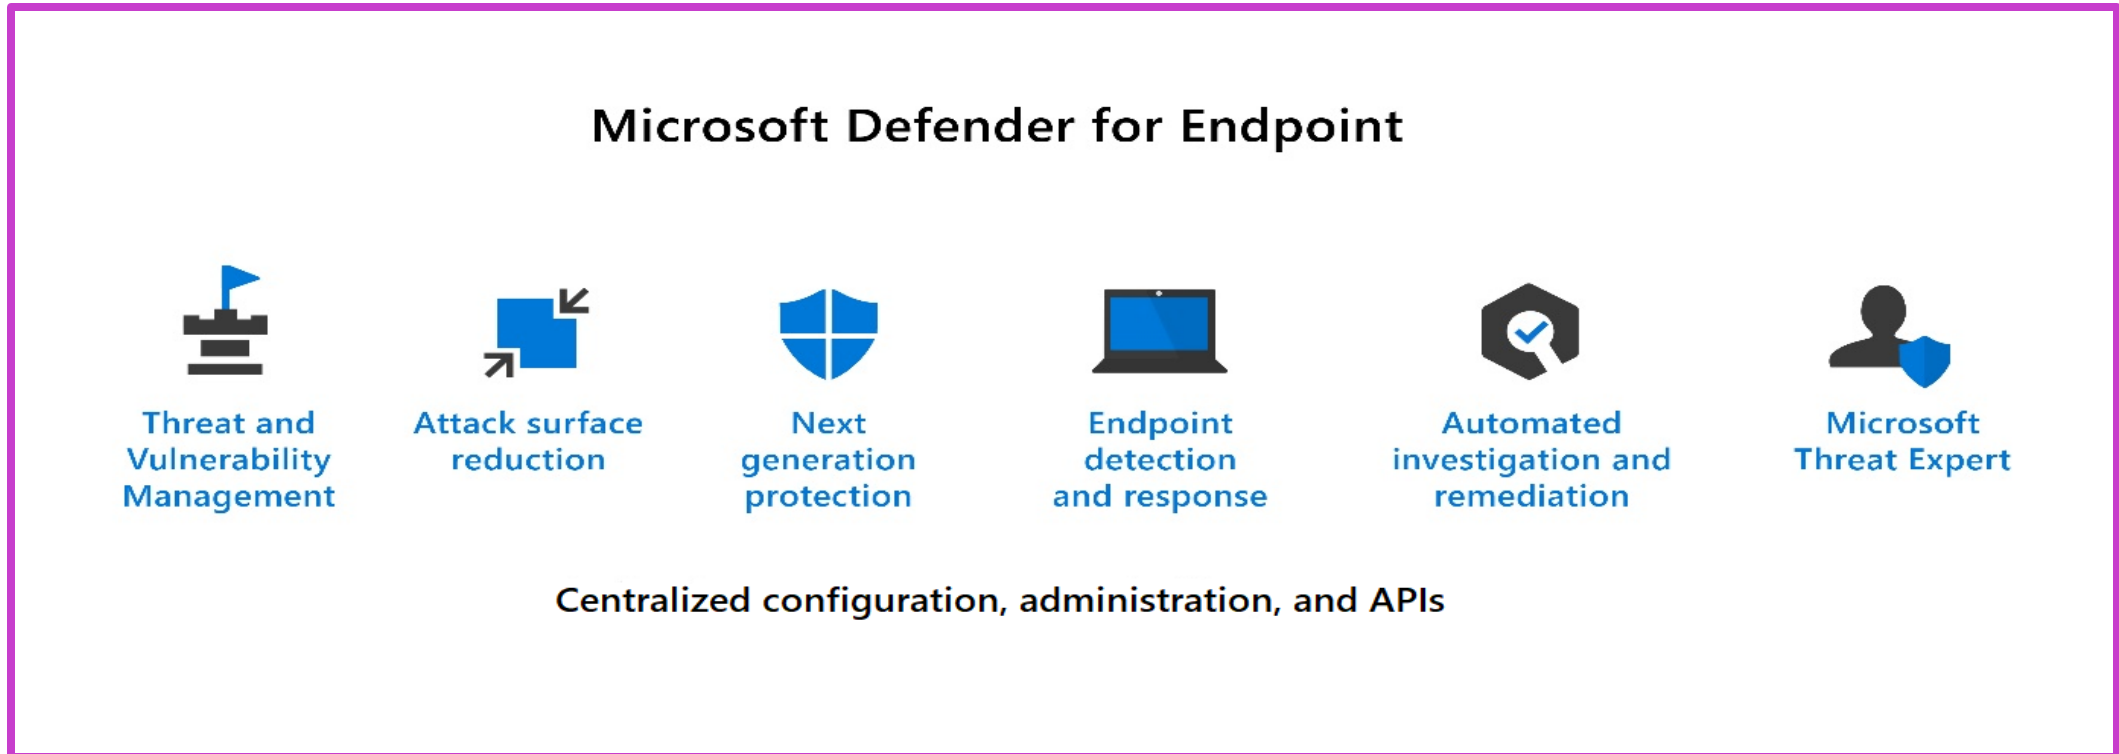 Microsoft Defender for Endpoint
Threat and
Vulnerability
Management
Attack surface
reduction
Next
generation
protection
Endpoint
detection
and response
Automated
investigation and
remediation
Microsoft
Threat Expert
Centralized configuration, administration, and APIs